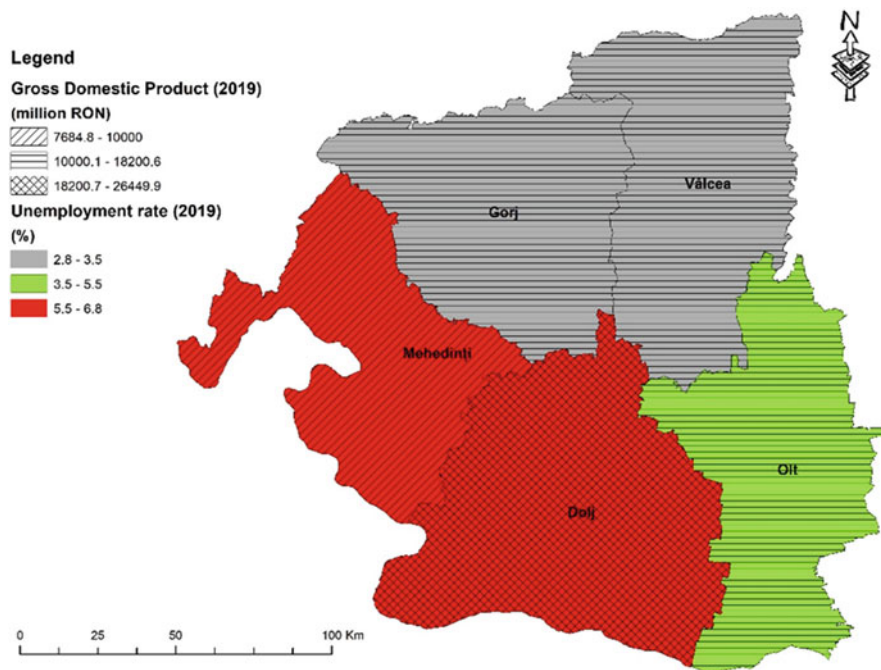 N
Legend
Gross Domestic Product (2019)
(million RON)
7684.8 - 10000
10000.1 - 18200.6
18200.7 - 26449.9
Unemployment rate (2019)
(%)
2.8 - 3.5
3.5 - 5.5
5.5 - 6.8
Vâlcea
Gorj
Mehedinți
Olt
Dolj
0 25 50 100 Km